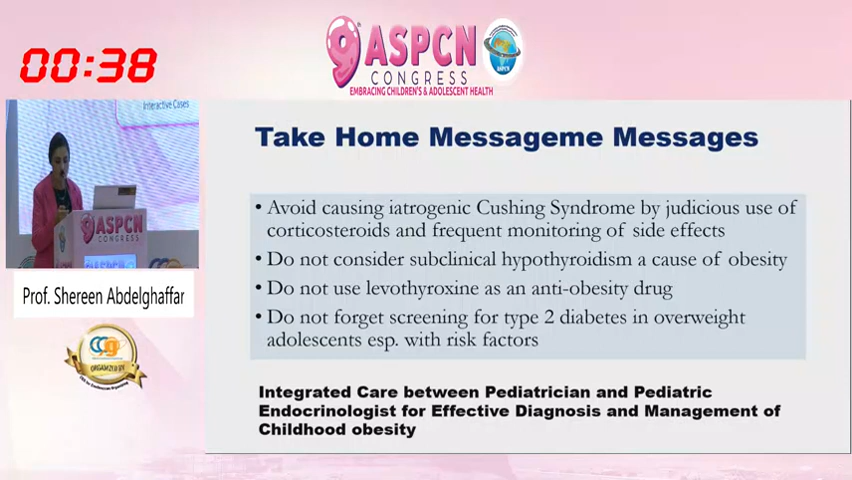 00:38
9 ASPCN
CONGRESS
EMBRACING CHILDREN'S & ADOLESCENT HEALTH
ASPCN
Interactive Cases
ASPCN
CONGRESS
Prof. Shereen Abdelghaffar
ORGANIZED BY
Take Home Messageme Messages
• Avoid causing iatrogenic Cushing Syndrome by judicious use of
corticosteroids and frequent monitoring of side effects
• Do not consider subclinical hypothyroidism a cause of obesity
• Do not use levothyroxine as an anti-obesity drug
• Do not forget screening for type 2 diabetes in overweight
adolescents esp. with risk factors
Integrated Care between Pediatrician and Pediatric
Endocrinologist for Effective Diagnosis and Management of
Childhood obesity